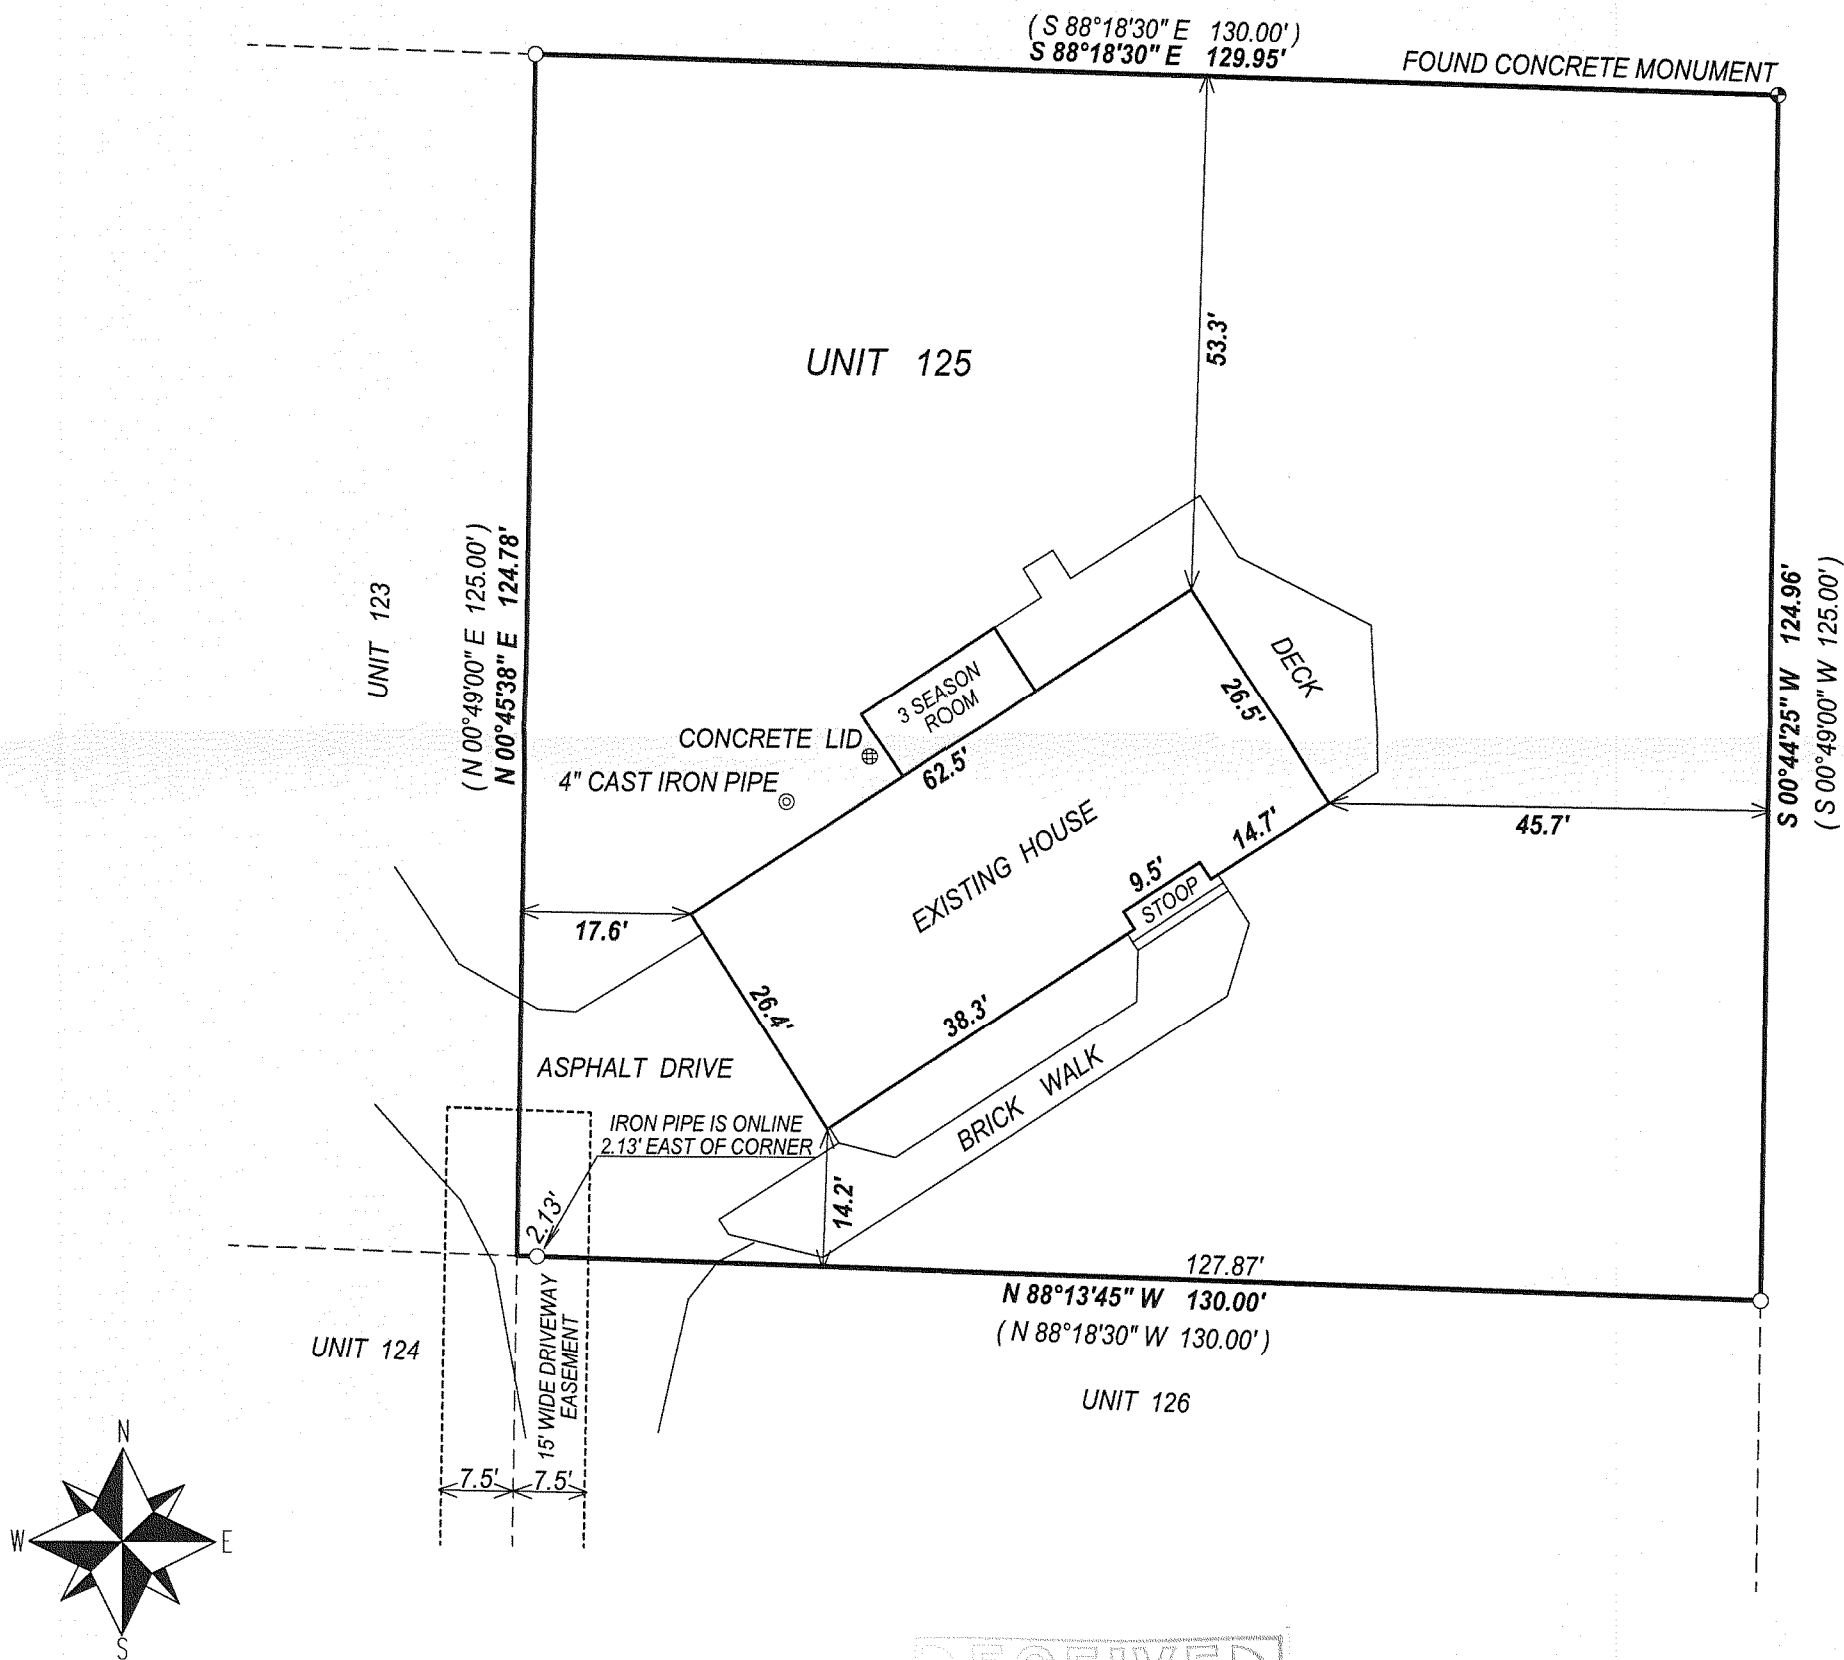 ( S 88°18'30" E 130.00' )
S 88°18'30" E 129.95'
FOUND CONCRETE MONUMENT
53.3'
UNIT 125
( N 00°49'00" E 125.00' )
N 00°45'38" E 124.78'
UNIT 123
S 00°44'25" W 124.96'
( S 00°49'00" W 125.00' )
DECK
26.5'
3 SEASON
ROOM
CONCRETE LID
4" CAST IRON PIPE
62.5'
EXISTING HOUSE
14.7'
45.7'
9.5'
STOOP
17.6'
26.4'
38.3'
ASPHALT DRIVE
BRICK WALK
IRON PIPE IS ONLINE
2.13' EAST OF CORNER
2.13'
14.2'
127.87'
N 88°13'45" W 130.00'
( N 88°18'30" W 130.00' )
UNIT 124
15' WIDE DRIVEWAY
EASEMENT
UNIT 126
7.5'
7.5'
N
W
E
S
RECEIVED